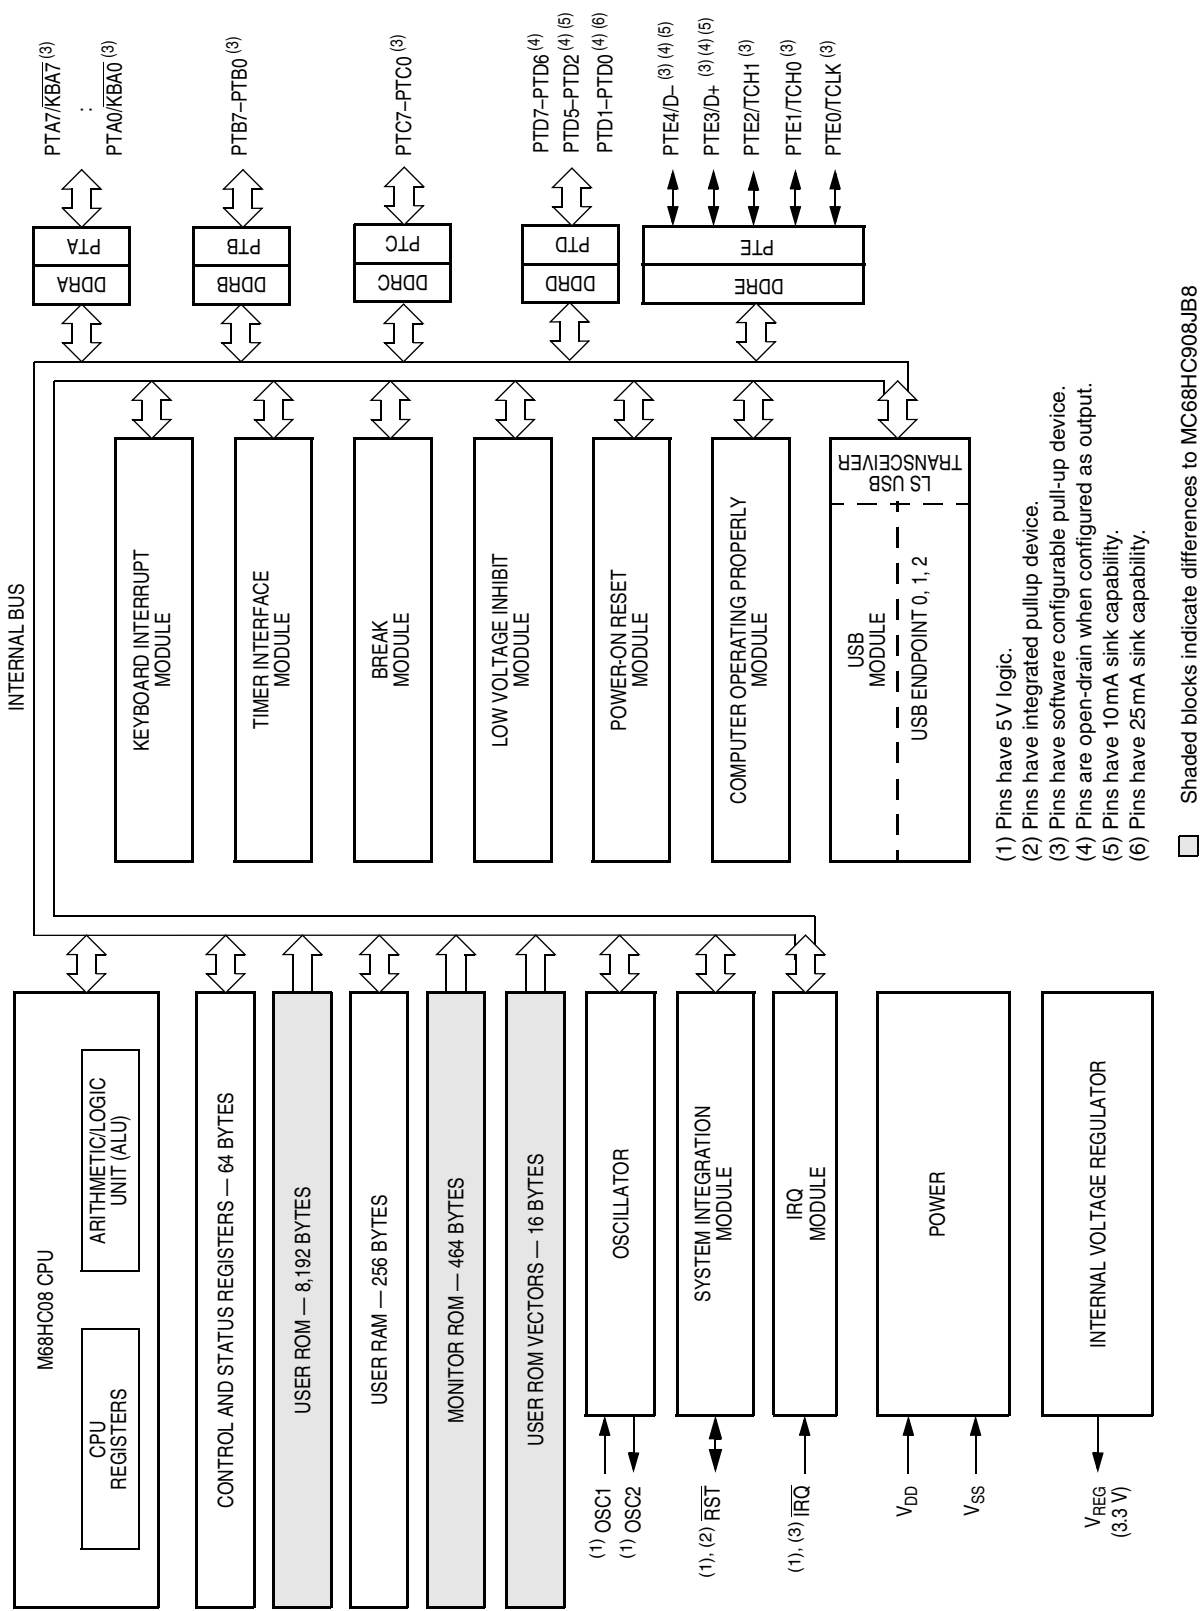 INTERNAL BUS
M68HC08 CPU
CPU
REGISTERS
ARITHMETIC/LOGIC
UNIT (ALU)
CONTROL AND STATUS REGISTERS — 64 BYTES
USER ROM — 8,192 BYTES
USER RAM — 256 BYTES
MONITOR ROM — 464 BYTES
USER ROM VECTORS — 16 BYTES
(1) OSC1
(1) OSC2
OSCILLATOR
(1), (2) RST
SYSTEM INTEGRATION
MODULE
(1), (3) IRQ
IRQ
MODULE
VDD
VSS
POWER
VREG
(3.3 V)
INTERNAL VOLTAGE REGULATOR
KEYBOARD INTERRUPT
MODULE
TIMER INTERFACE
MODULE
BREAK
MODULE
LOW VOLTAGE INHIBIT
MODULE
POWER-ON RESET
MODULE
COMPUTER OPERATING PROPERLY
MODULE
USB
MODULE
USB ENDPOINT 0, 1, 2
LS USB
TRANSCEIVER
DDRA
PTA
PTA7/KBA7 (3)
:
PTA0/KBA0 (3)
DDRB
PTB
PTB7–PTB0 (3)
DDRC
PTC
PTC7–PTC0 (3)
DDRD
PTD
PTD7–PTD6 (4)
PTD5–PTD2 (4) (5)
PTD1–PTD0 (4) (6)
DDRE
PTE
PTE4/D– (3) (4) (5)
PTE3/D+ (3) (4) (5)
PTE2/TCH1 (3)
PTE1/TCH0 (3)
PTE0/TCLK (3)
(1) Pins have 5V logic.
(2) Pins have integrated pullup device.
(3) Pins have software configurable pull-up device.
(4) Pins are open-drain when configured as output.
(5) Pins have 10mA sink capability.
(6) Pins have 25mA sink capability.
Shaded blocks indicate differences to MC68HC908JB8